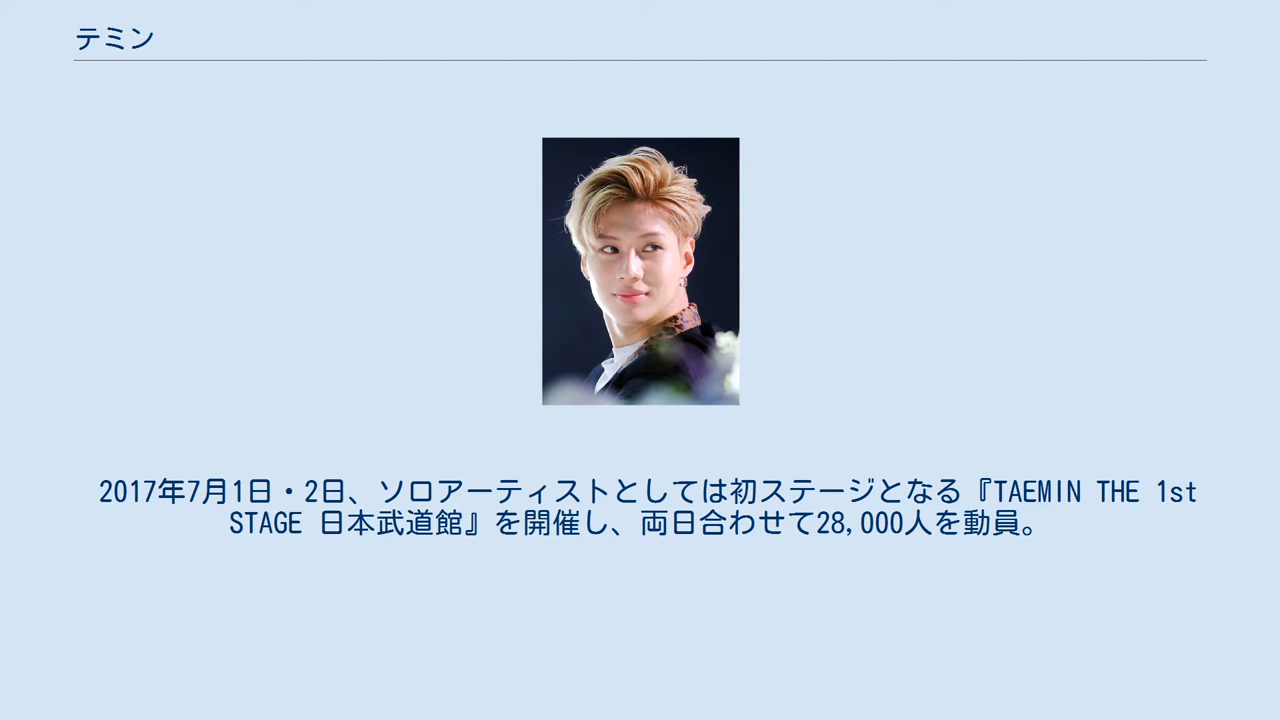 テミン
2017年7月1日・2日、ソロアーティストとしては初ステージとなる『TAEMIN THE 1st
STAGE 日本武道館』を開催し、両日合わせて28,000人を動員。